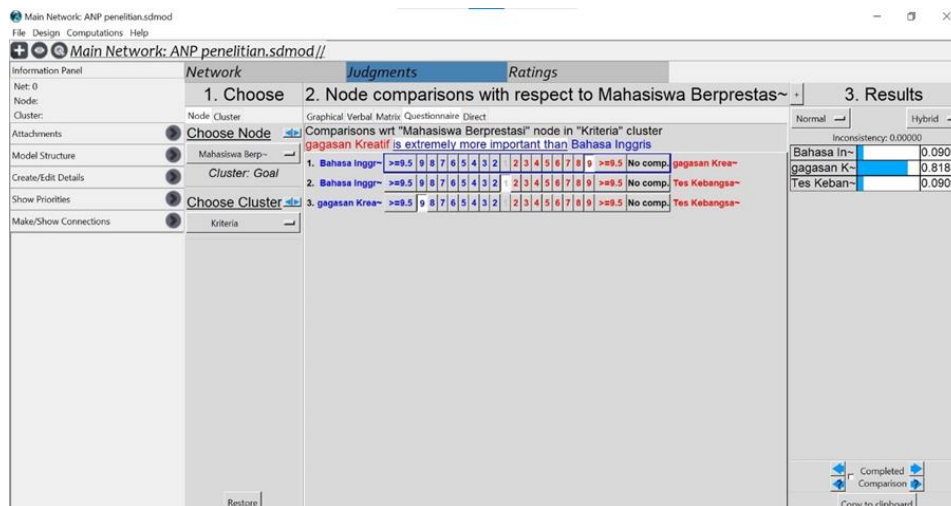 Main Network: ANP penelitian.sdmod
File Design Computations Help
Main Network: ANP penelitian.sdmod//
Information Panel
Net: 0
Node:
Cluster:
Attachments
Model Structure
Create/Edit Details
Show Priorities
Make/Show Connections
Network Judgments Ratings
1. Choose
Node Cluster
Choose Node
Mahasiswa Berp~
Cluster: Goal
Choose Cluster
Kriteria
Restore
2. Node comparisons with respect to Mahasiswa Berprestas~ +
Graphical Verbal Matrix Questionnaire Direct
Comparisons wrt "Mahasiswa Berprestasi" node in "Kriteria" cluster
gagasan Kreatif is extremely more important than Bahasa Inggris
1. Bahasa Inggr~ >=9.5 9 8 7 6 5 4 3 2 1 2 3 4 5 6 7 8 9 >=9.5 No comp. gagasan Krea~
2. Bahasa Inggr~ >=9.5 9 8 7 6 5 4 3 2 1 2 3 4 5 6 7 8 9 >=9.5 No comp. Tes Kebangsa~
3. gagasan Krea~ >=9.5 9 8 7 6 5 4 3 2 1 2 3 4 5 6 7 8 9 >=9.5 No comp. Tes Kebangsa~
3. Results
Normal Hybrid
Inconsistency: 0.00000
Bahasa In~ 0.090
gagasan K~ 0.818
Tes Keban~ 0.090
Completed
Comparison
Copy to clipboard